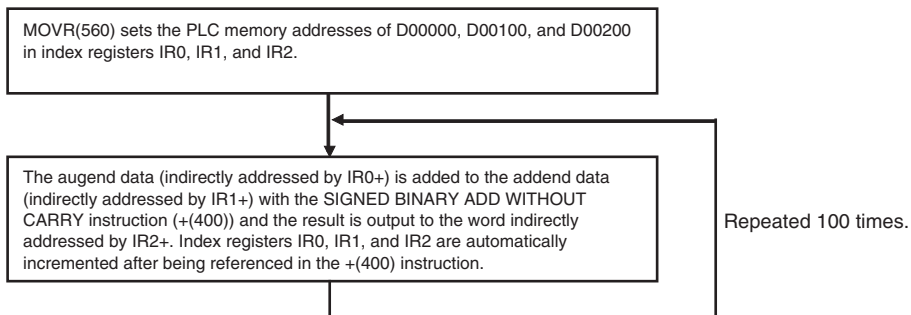 MOVR(560) sets the PLC memory addresses of D00000, D00100, and D00200
in index registers IR0, IR1, and IR2.
The augend data (indirectly addressed by IR0+) is added to the addend data
(indirectly addressed by IR1+) with the SIGNED BINARY ADD WITHOUT
CARRY instruction (+(400)) and the result is output to the word indirectly
addressed by IR2+. Index registers IR0, IR1, and IR2 are automatically
incremented after being referenced in the +(400) instruction.
Repeated 100 times.